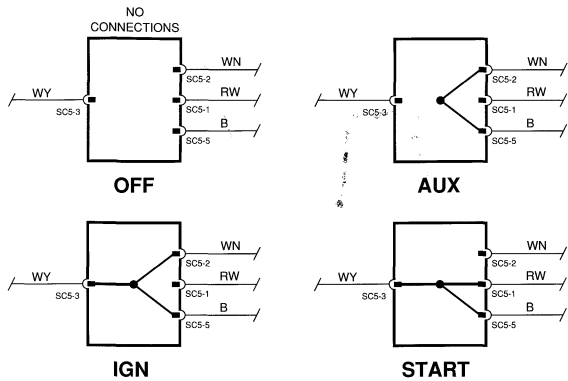 NO
CONNECTIONS
WN
SC5-2
WY
RW
SC5-3
SC5-1
B
SC5-5
OFF
WN
SC5-2
WY
RW
SC5-3
SC5-1
B
SC5-5
AUX
WN
SC5-2
WY
RW
SC5-3
SC5-1
B
SC5-5
IGN
WN
SC5-2
WY
RW
SC5-3
SC5-1
B
SC5-5
START